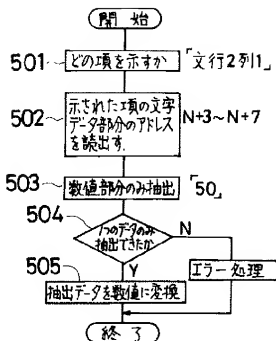 開始
501
どの項を示すか
「文行2列1」
502
示された項の文字
データ部分のアドレス
を読出す.
N+3~N+7
503
数値部分のみ抽出
「50」
504
1つのデータのみ
抽出できたか
N
Y
エラー処理
505
抽出データを数値に変換
終了